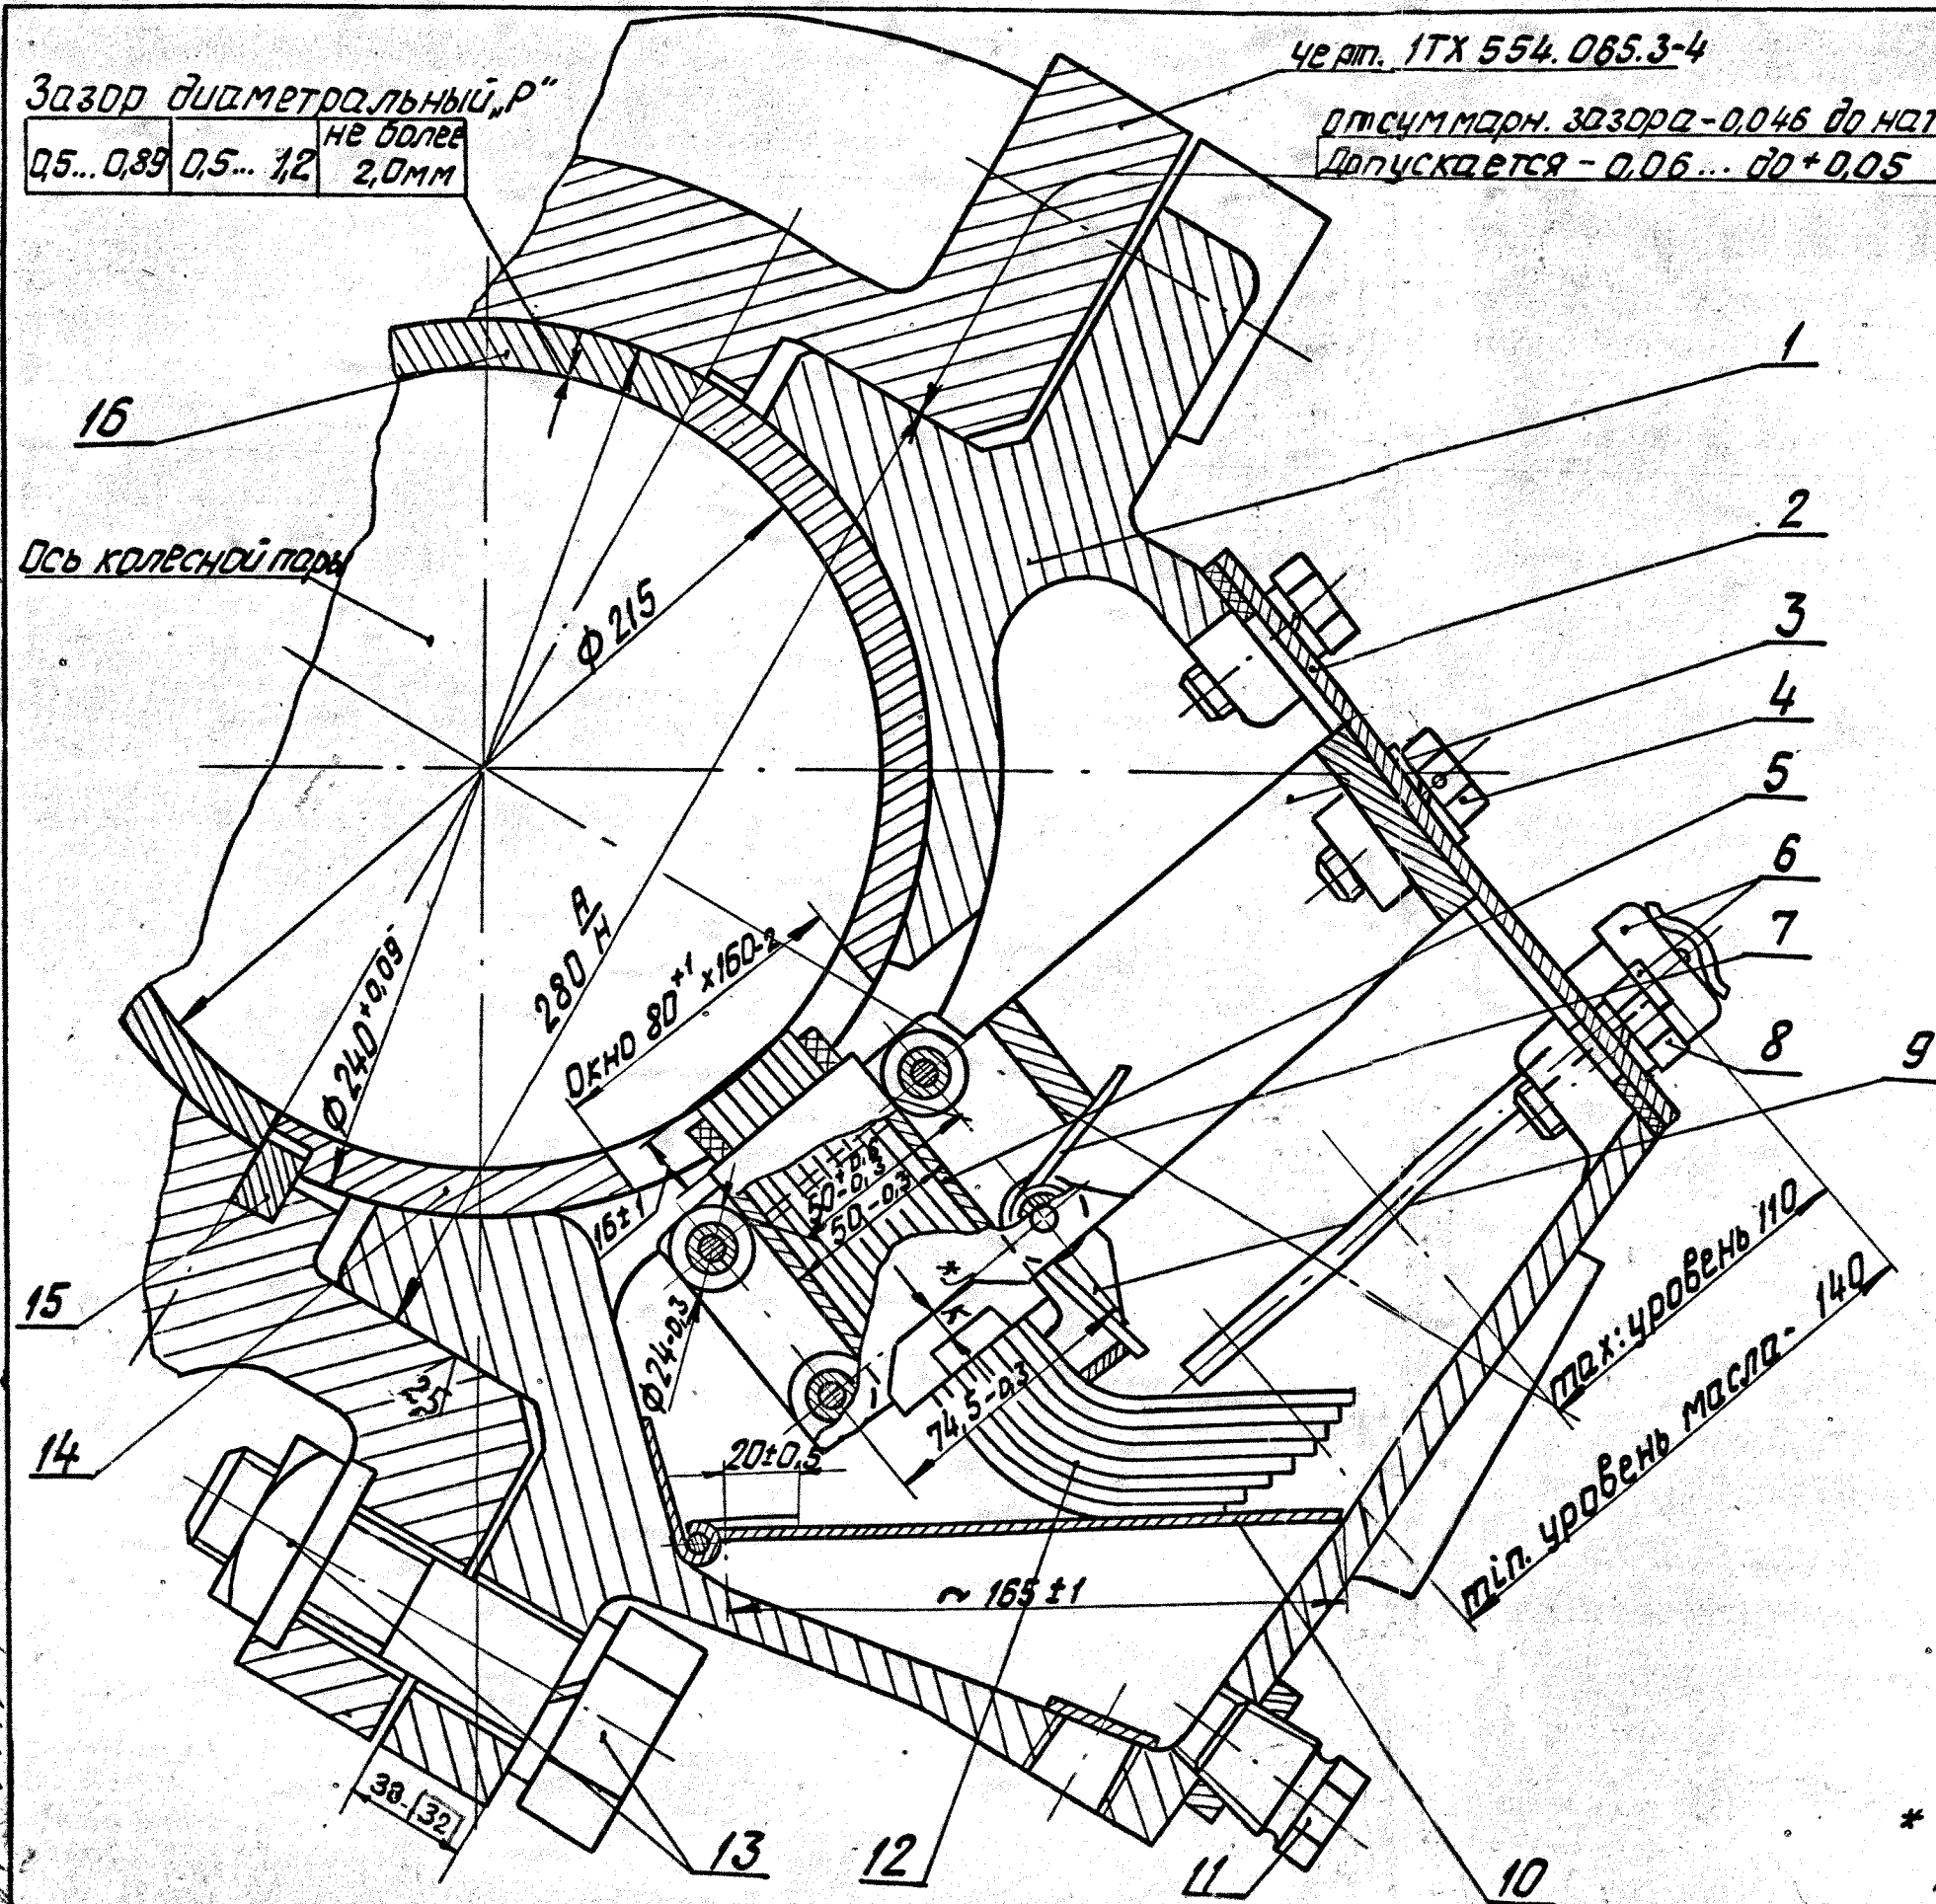 Зазор диаметральный „Р“
0,5... 0,89
0,5... 1,2
не более
2,0мм
черт. 1ТХ 554.085.3-4
от суммарн. зазора-0,046 до нат
Допускается - 0,06... до + 0,05
16
Ось колесной пары
1
2
3
4
5
6
7
8
9
Ф 215
Ф 240+0,09
280 А/Н
Окно 80+1 х160-2
16±1
50-0,3
Ф24-0,3
*
К
74,5-0,3
20±0,5
~ 165 ±1
max: уровень 110
min. уровень масла- 140
15
14
38-[32]
13
12
11
10
*